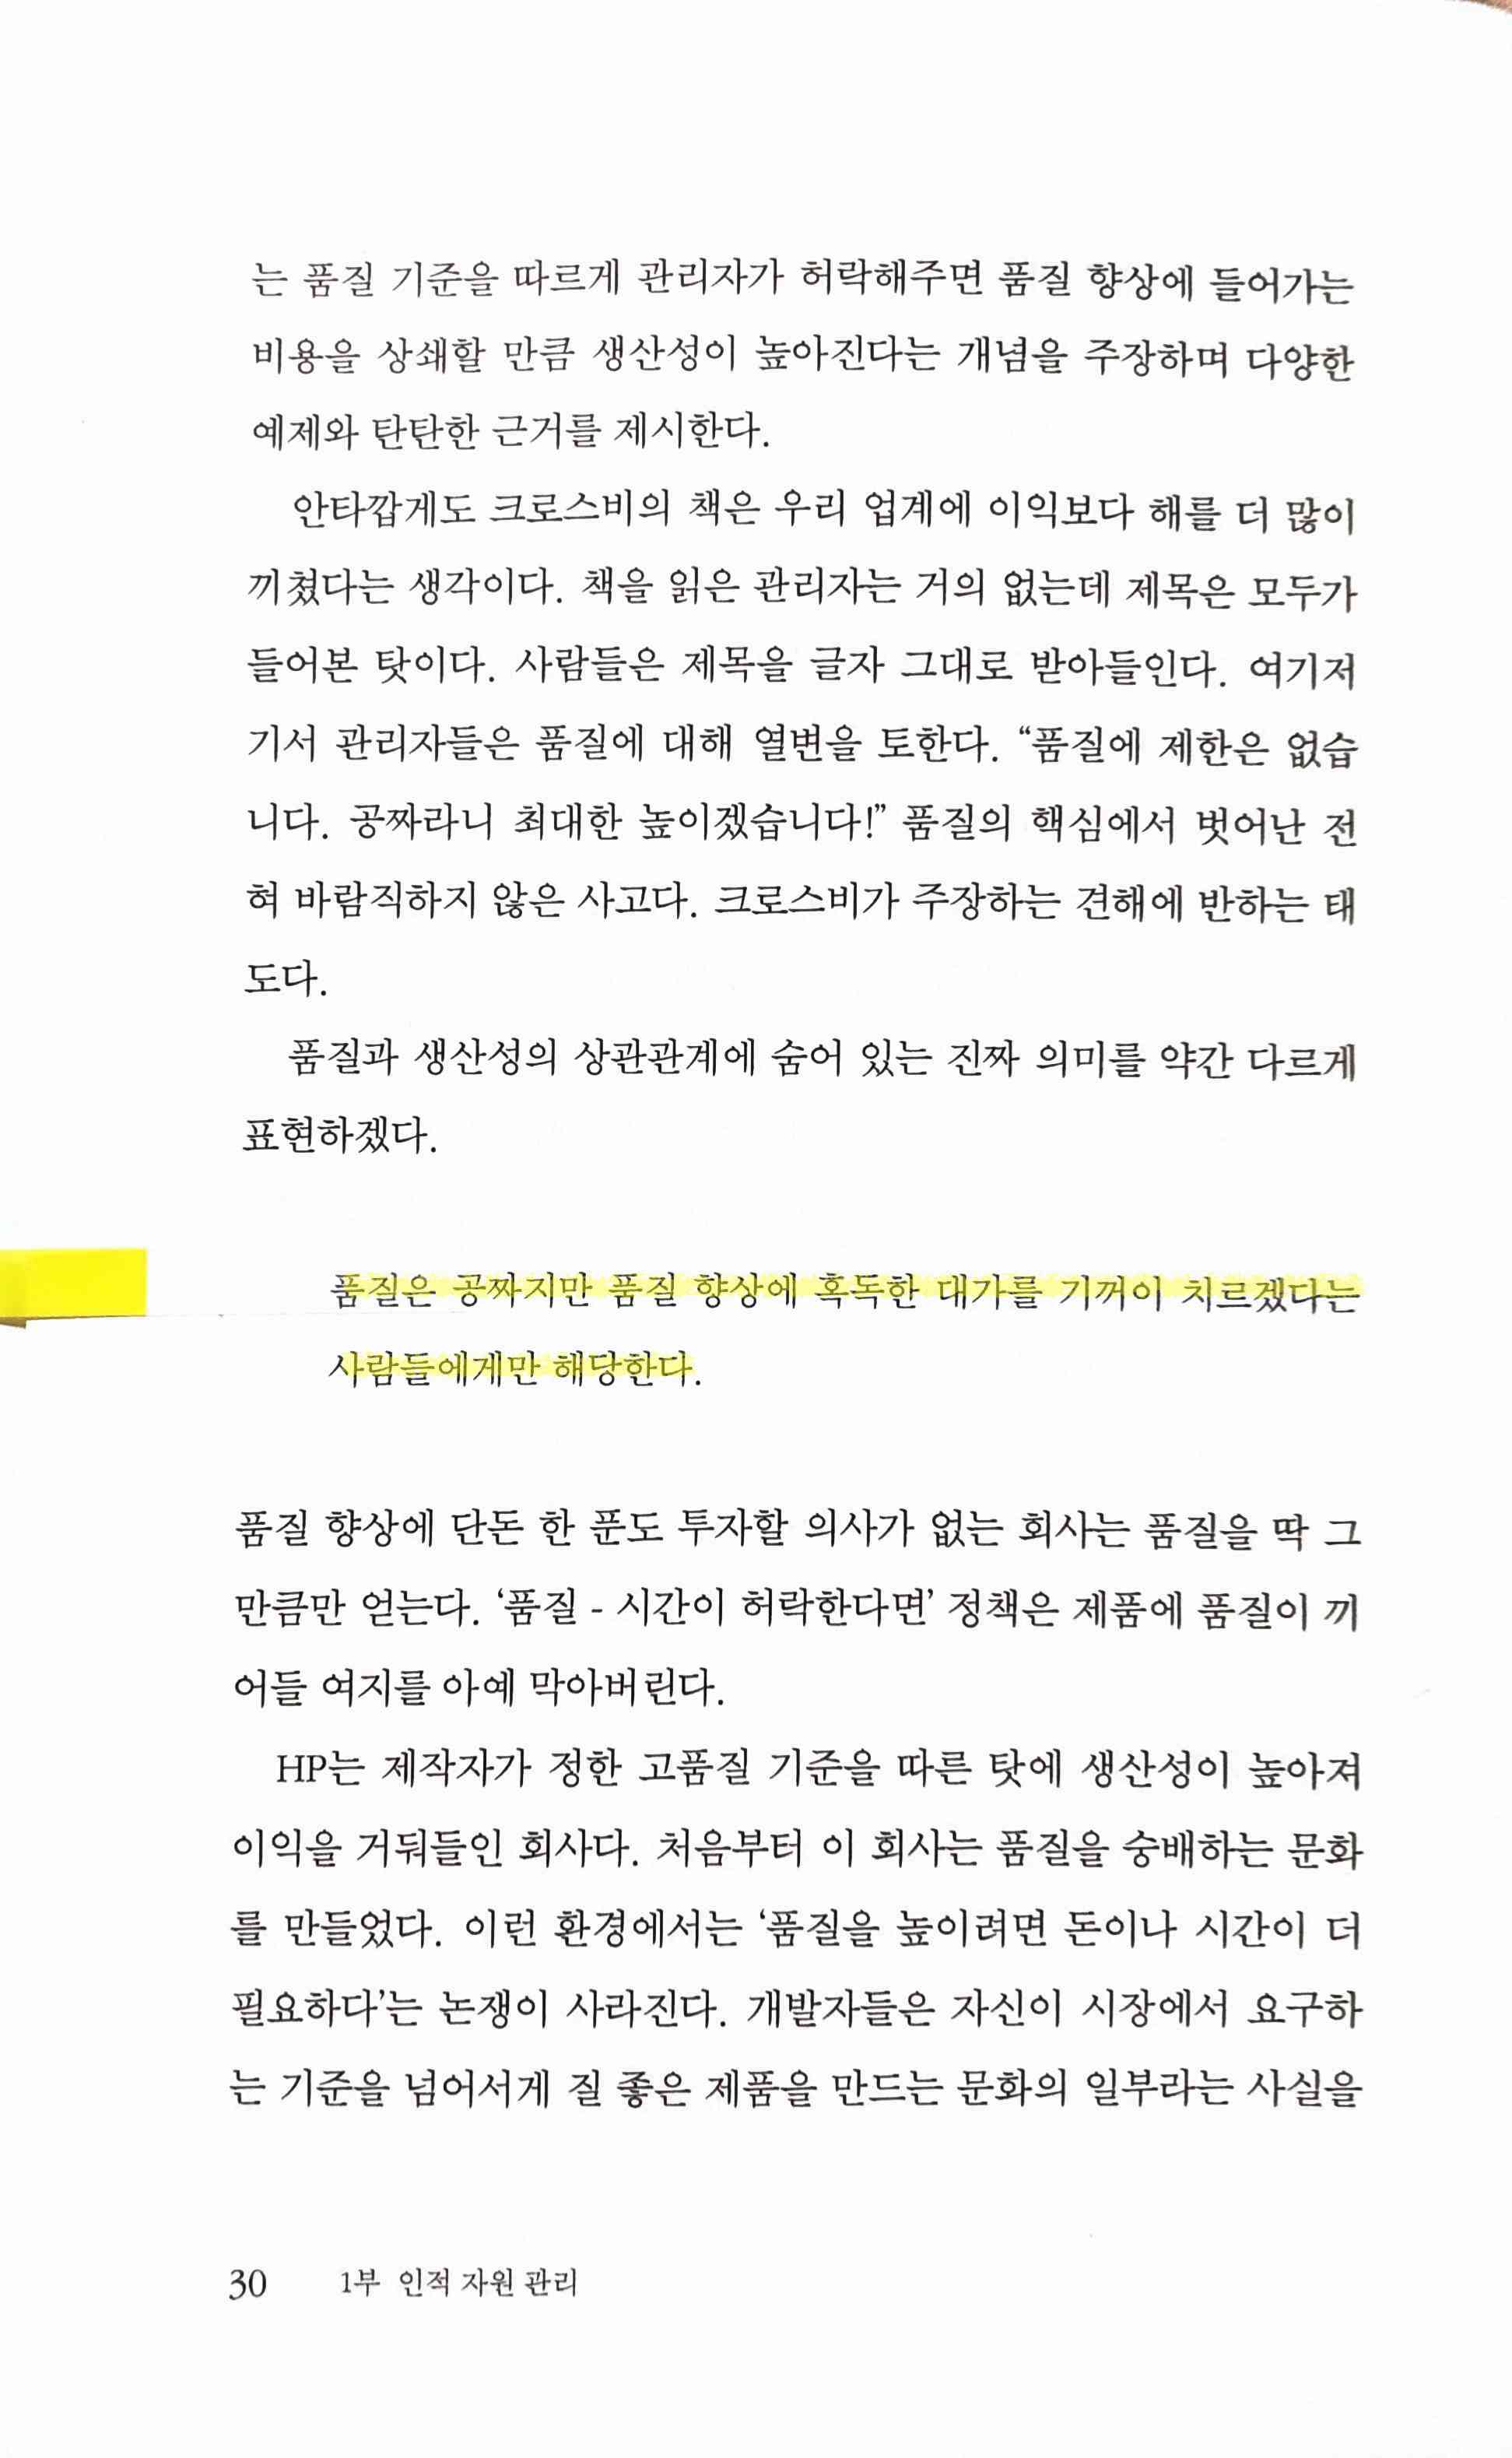 는 품질 기준을 따르게 관리자가 허락해주면 품질 향상에 들어가는
비용을 상쇄할 만큼 생산성이 높아진다는 개념을 주장하며 다양한
예제와 탄탄한 근거를 제시한다.
안타깝게도 크로스비의 책은 우리 업계에 이익보다 해를 더 많이
끼쳤다는 생각이다. 책을 읽은 관리자는 거의 없는데 제목은 모두가
들어본 탓이다. 사람들은 제목을 글자 그대로 받아들인다. 여기저
기서 관리자들은 품질에 대해 열변을 토한다. “품질에 제한은 없습
니다. 공짜라니 최대한 높이겠습니다!” 품질의 핵심에서 벗어난 전
혀 바람직하지 않은 사고다. 크로스비가 주장하는 견해에 반하는 태
도다.
품질과 생산성의 상관관계에 숨어 있는 진짜 의미를 약간 다르게
표현하겠다.
품질은 공짜지만 품질 향상에 혹독한 대가를 기꺼이 치르겠다는
사람들에게만 해당한다.
품질 향상에 단돈 한 푼도 투자할 의사가 없는 회사는 품질을 딱 그
만큼만 얻는다. ‘품질 - 시간이 허락한다면’ 정책은 제품에 품질이 끼
어들 여지를 아예 막아버린다.
HP는 제작자가 정한 고품질 기준을 따른 탓에 생산성이 높아져
이익을 거둬들인 회사다. 처음부터 이 회사는 품질을 숭배하는 문화
를 만들었다. 이런 환경에서는 ‘품질을 높이려면 돈이나 시간이 더
필요하다’는 논쟁이 사라진다. 개발자들은 자신이 시장에서 요구하
는 기준을 넘어서게 질 좋은 제품을 만드는 문화의 일부라는 사실을
30 1부 인적 자원 관리